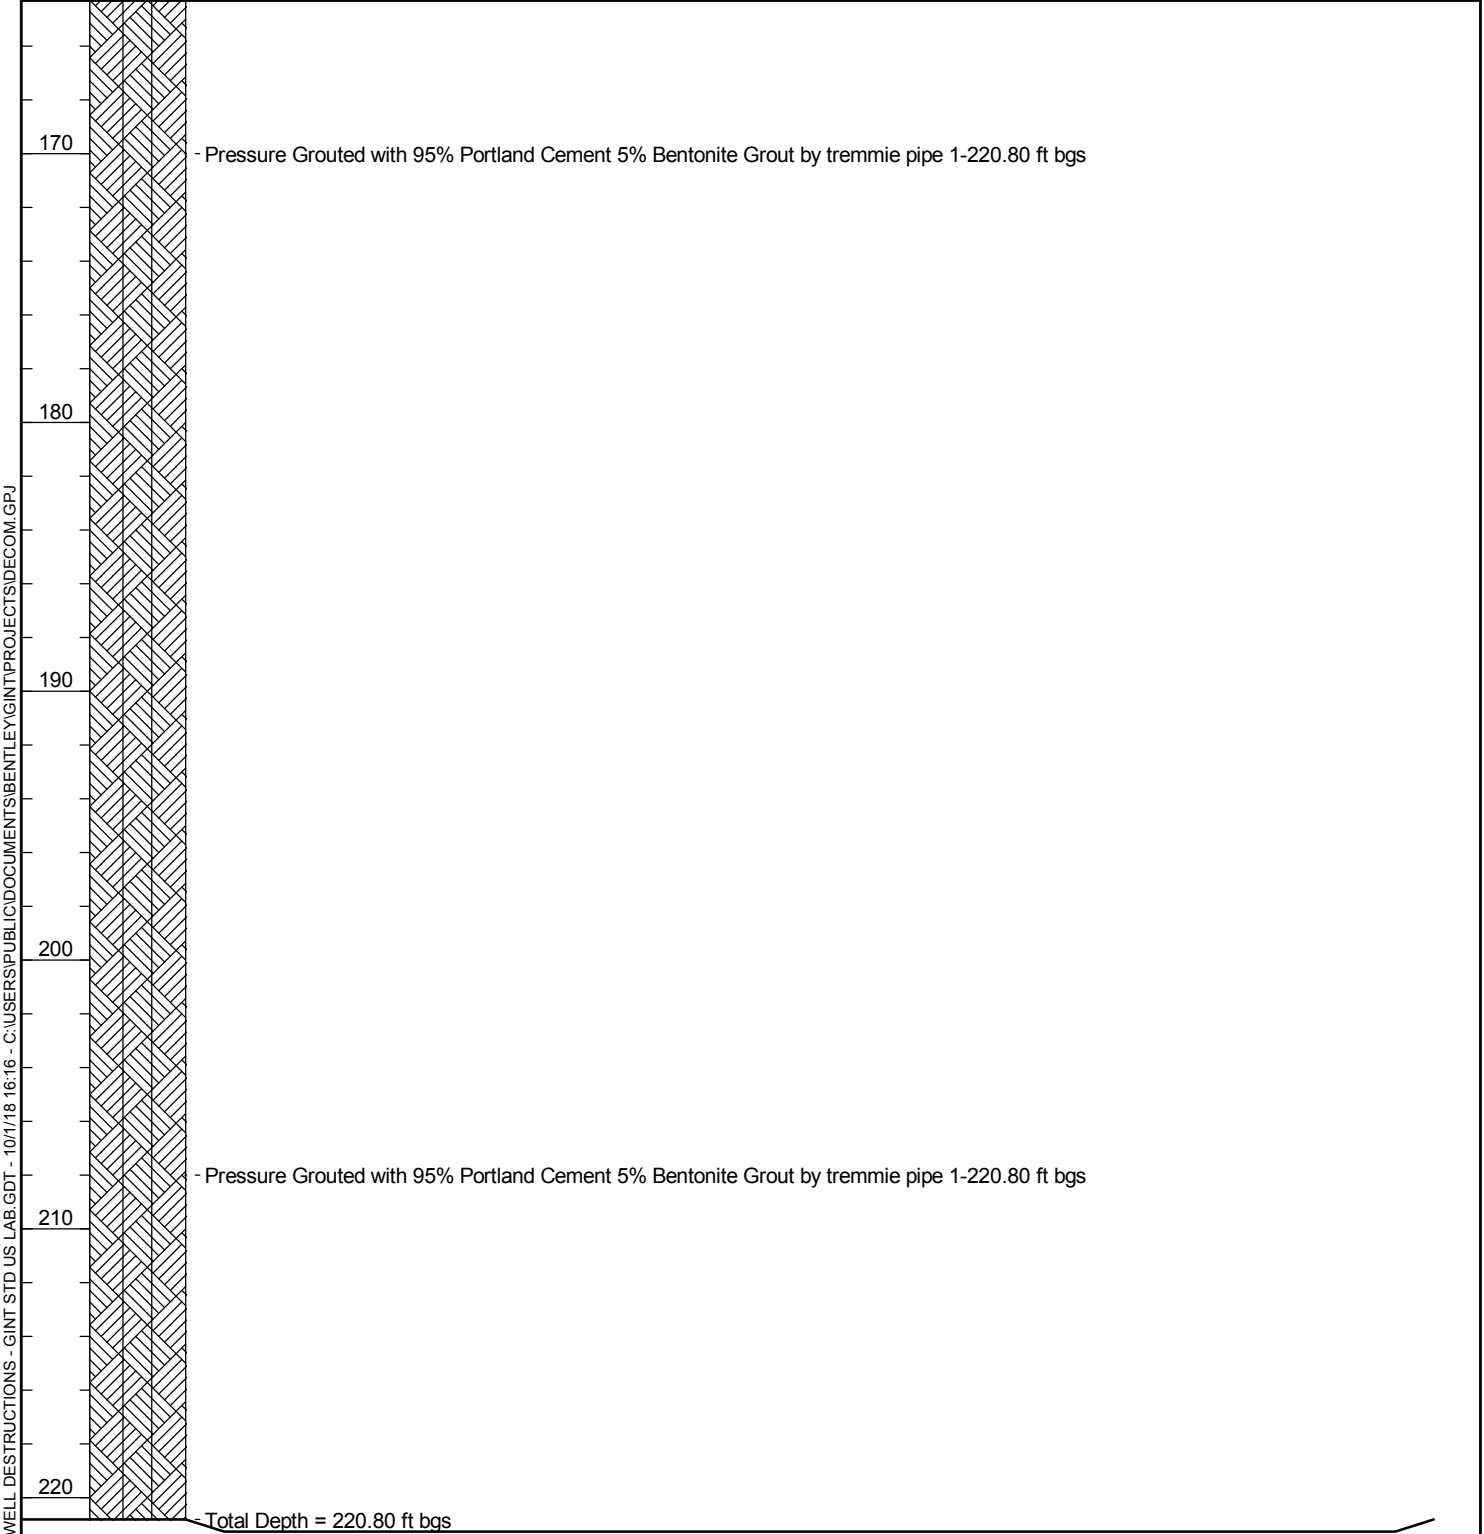 170
Pressure Grouted with 95% Portland Cement 5% Bentonite Grout by tremmie pipe 1-220.80 ft bgs
180
190
200
Pressure Grouted with 95% Portland Cement 5% Bentonite Grout by tremmie pipe 1-220.80 ft bgs
210
220
Total Depth = 220.80 ft bgs
WELL DESTRUCTIONS - GINT STD US LAB.GDT - 10/1/18 16:16 - C:\USERS\PUBLIC\DOCUMENTS\BENTLEY\GINT\PROJECTS\DECOM.GPJ